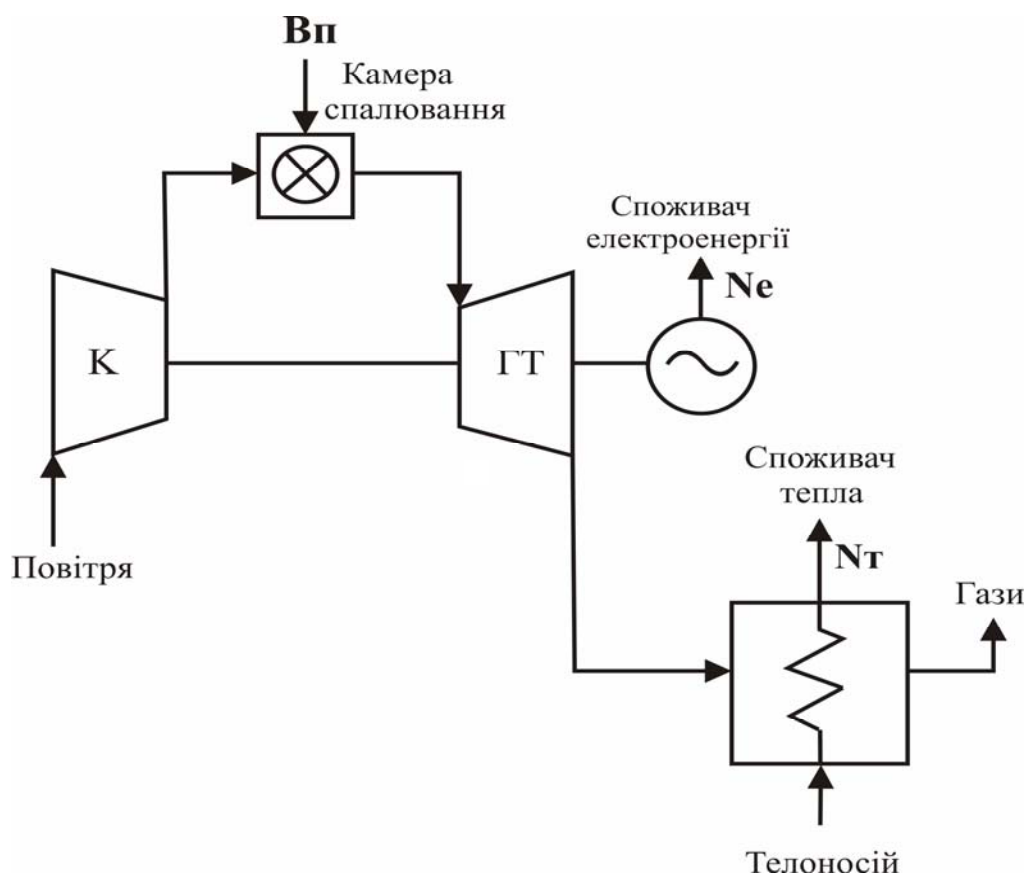 Вп
Камера
спалювання
Споживач
електроенергії
Ne
К
ГТ
Споживач
тепла
Nт
Повітря
Гази
Телоносій